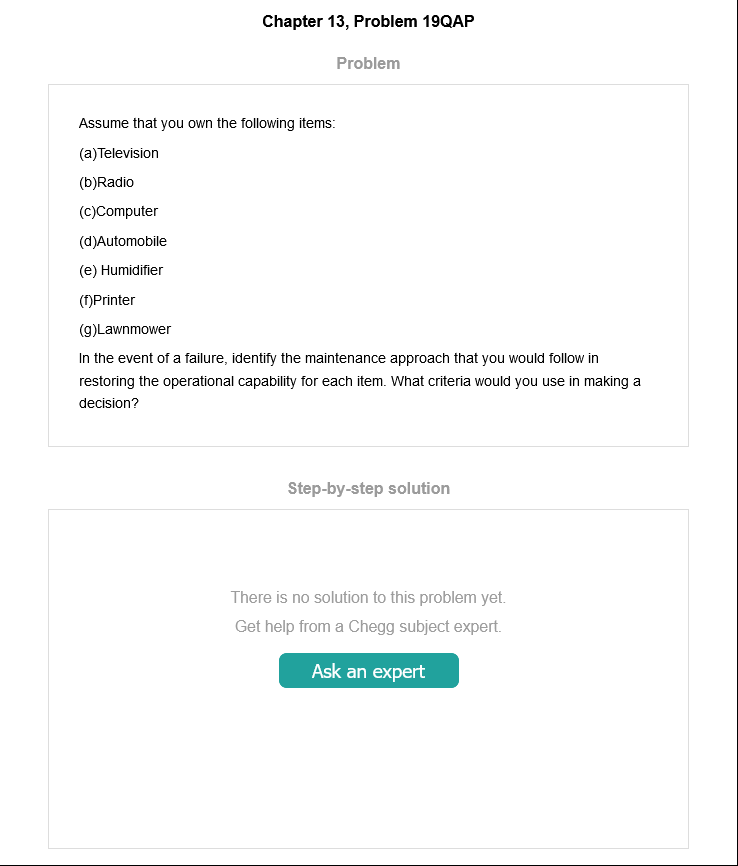 Chapter 13, Problem 19QAP
Problem
Assume that you own the following items:
(a)Television
(b)Radio
(c)Computer
(d)Automobile
(e) Humidifier
(f)Printer
(g)Lawnmower
In the event of a failure, identify the maintenance approach that you would follow in
restoring the operational capability for each item. What criteria would you use in making a
decision?
Step-by-step solution
There is no solution to this problem yet.
Get help from a Chegg subject expert.
Ask an expert